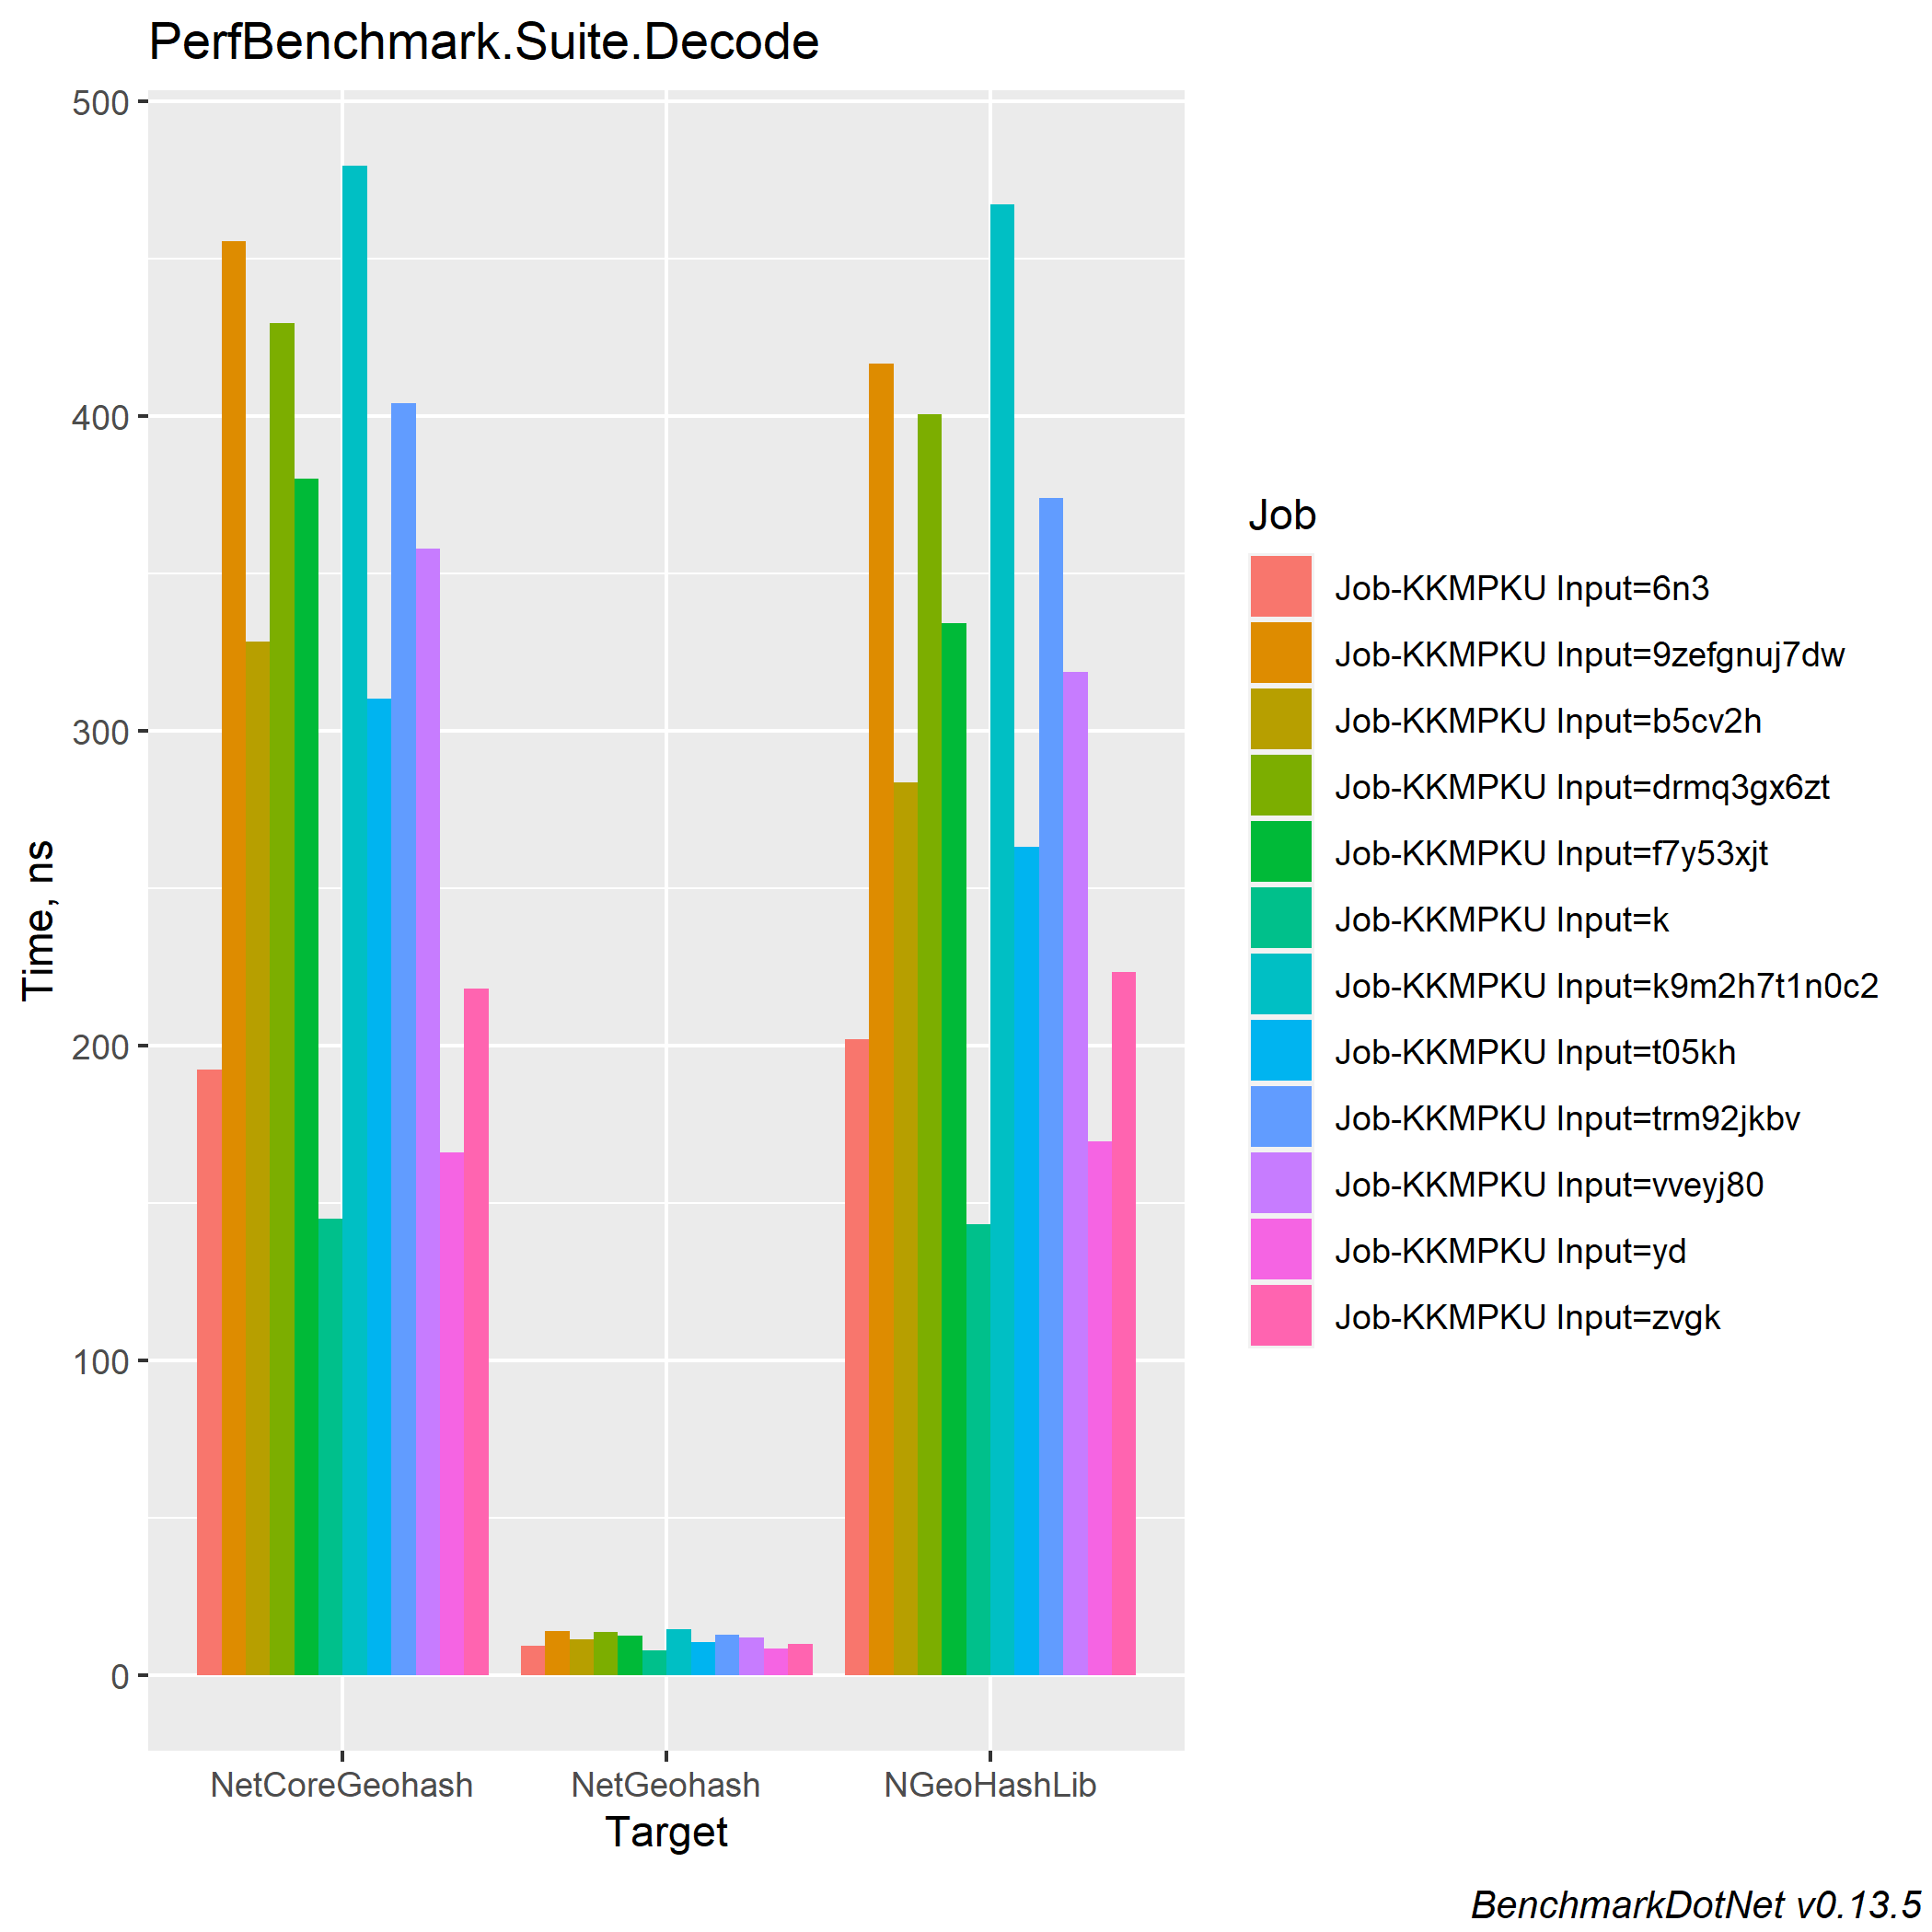 PerfBenchmark.Suite.Decode
500
400
300
200
100
0
Time, ns
NetCoreGeohash
NetGeohash
NGeoHashLib
Target
Job
Job-KKMPKU Input=6n3
Job-KKMPKU Input=9zefgnuj7dw
Job-KKMPKU Input=b5cv2h
Job-KKMPKU Input=drmq3gx6zt
Job-KKMPKU Input=f7y53xjt
Job-KKMPKU Input=k
Job-KKMPKU Input=k9m2h7t1n0c2
Job-KKMPKU Input=t05kh
Job-KKMPKU Input=trm92jkbv
Job-KKMPKU Input=vveyj80
Job-KKMPKU Input=yd
Job-KKMPKU Input=zvgk
BenchmarkDotNet v0.13.5